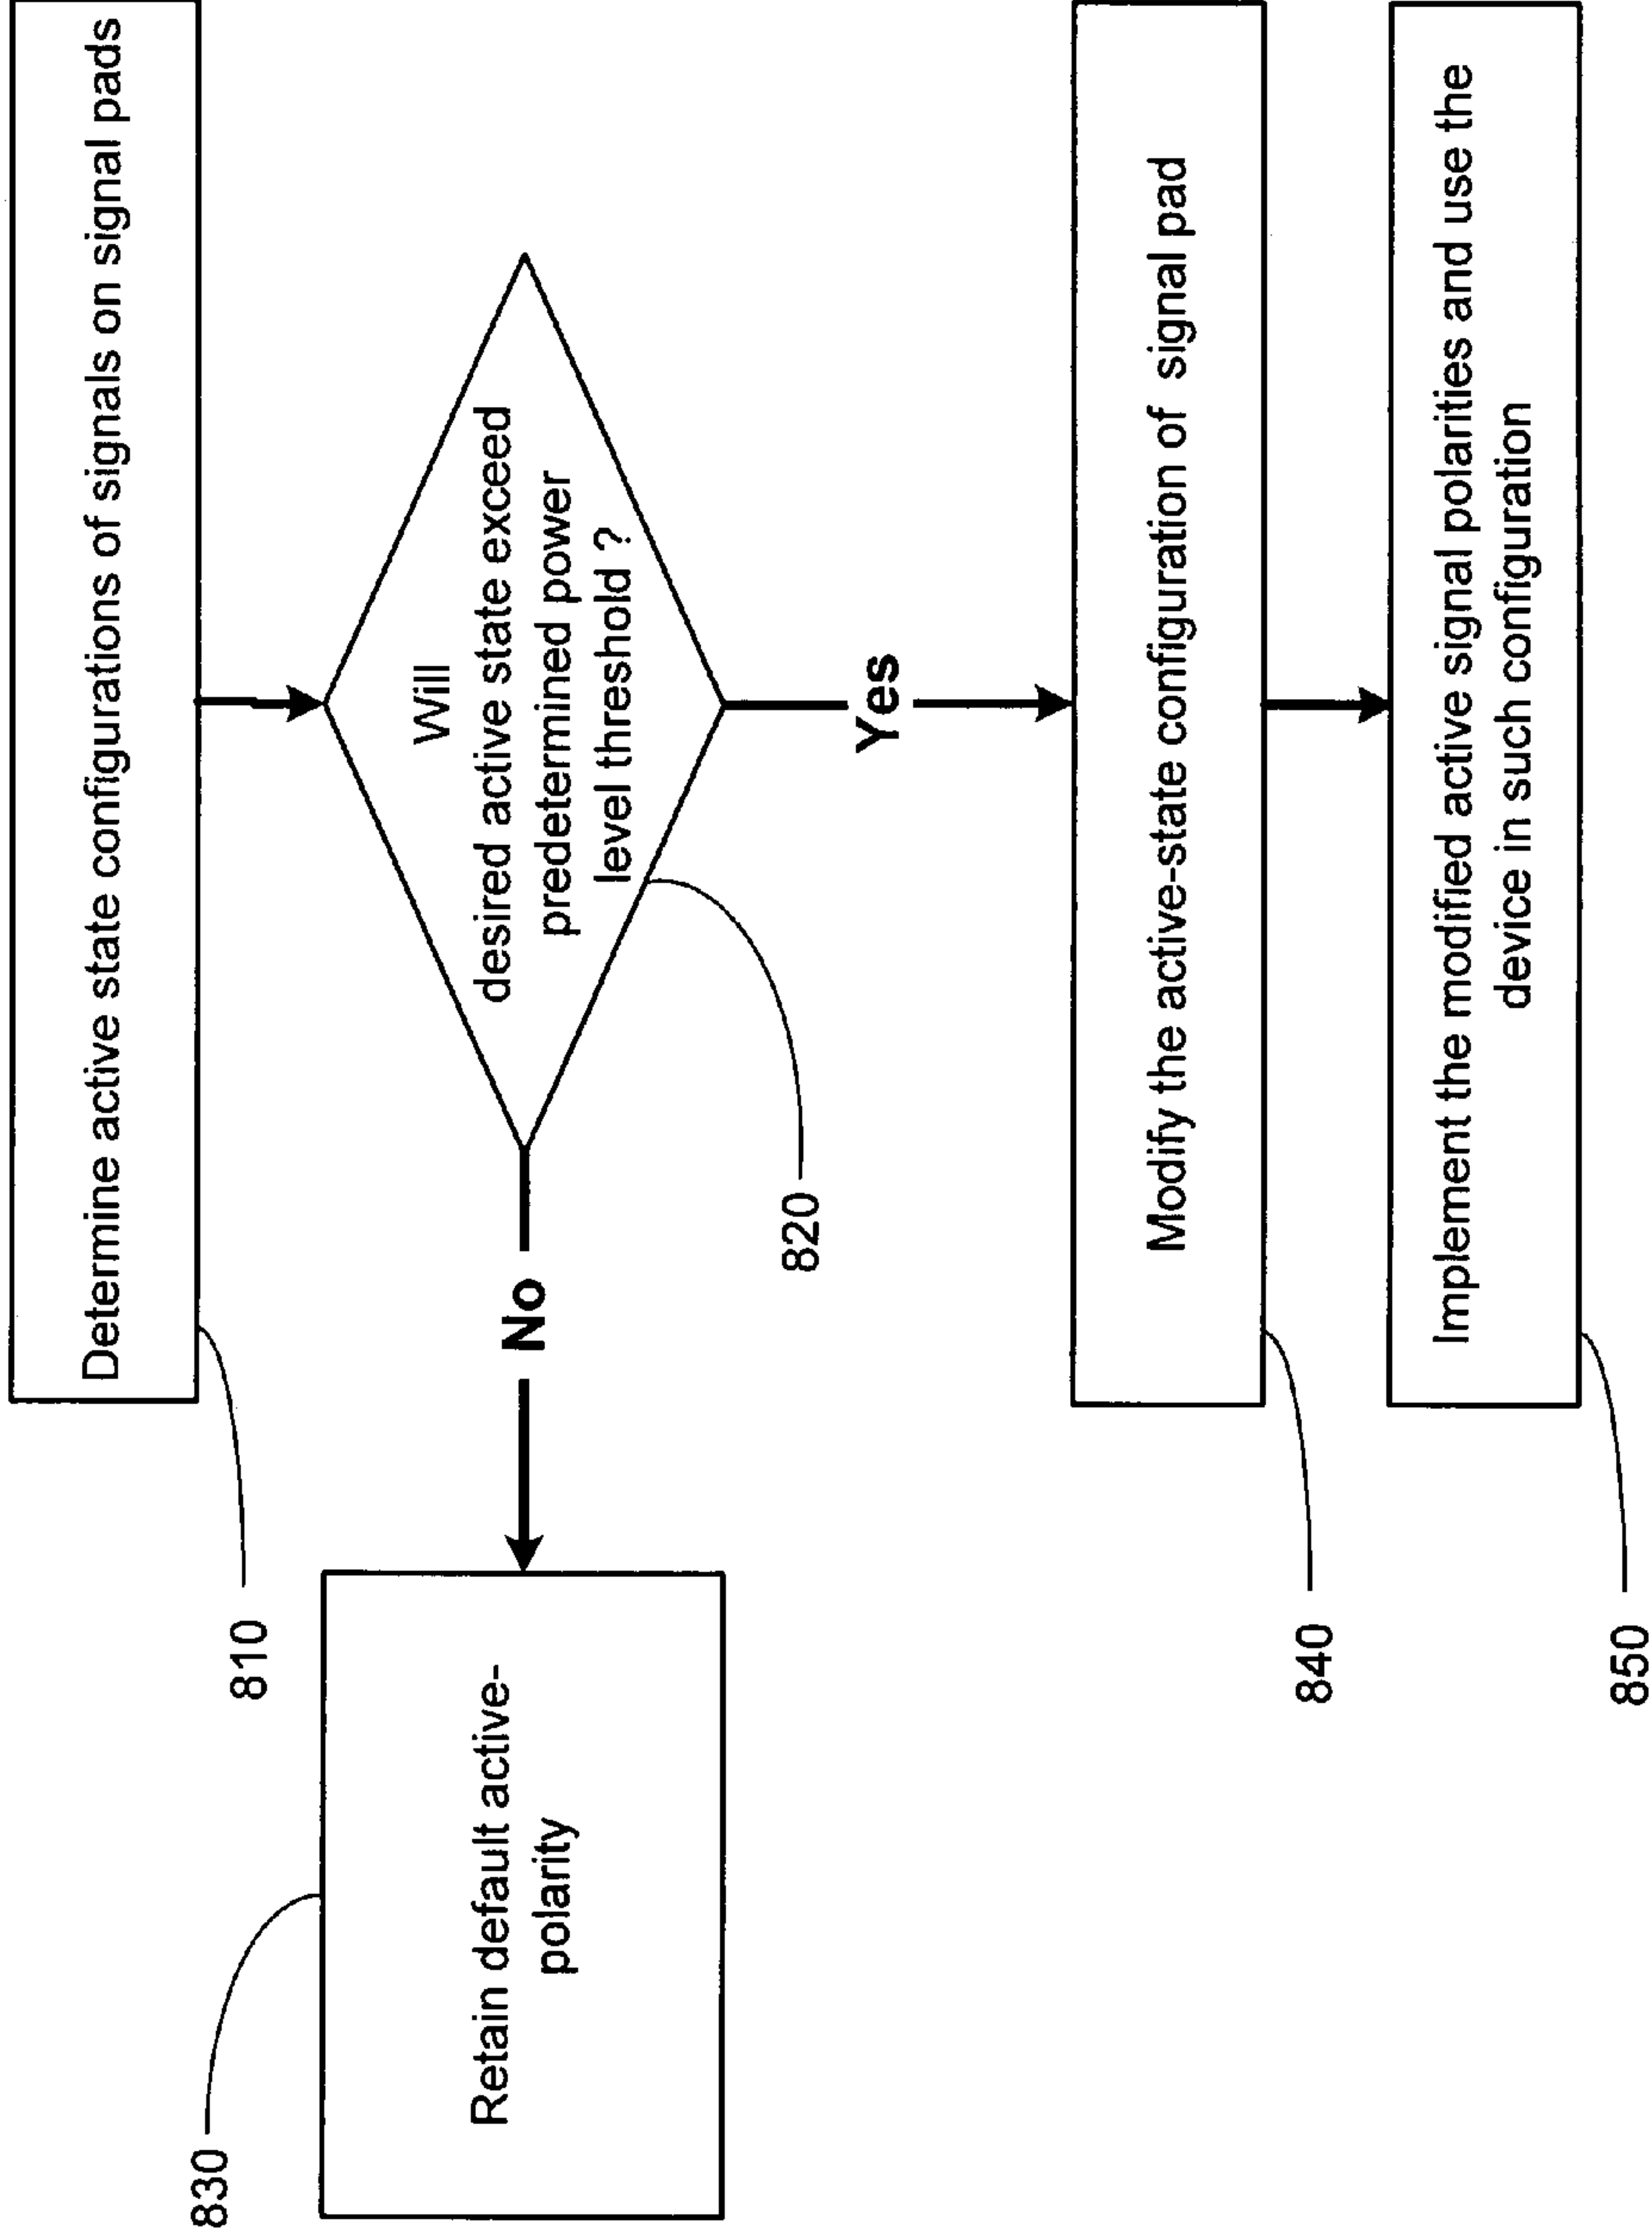 Determine active state configurations of signals on signal pads
810
Will
desired active state exceed
predetermined power
level threshold ?
820
No
Retain default active-
polarity
830
Yes
Modify the active-state configuration of signal pad
840
Implement the modified active signal polarities and use the
device in such configuration
850